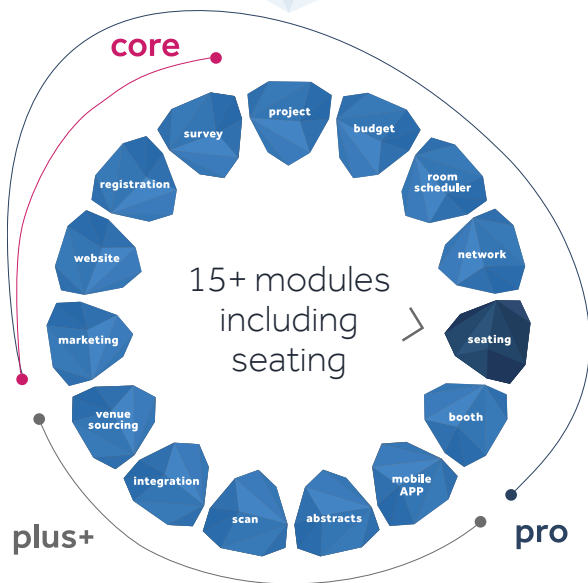 core
project
survey
budget
registration
room
scheduler
website
network
15+ modules
including
seating
marketing
seating
venue
sourcing
booth
integration
mobile
APP
scan
abstracts
plus+
pro